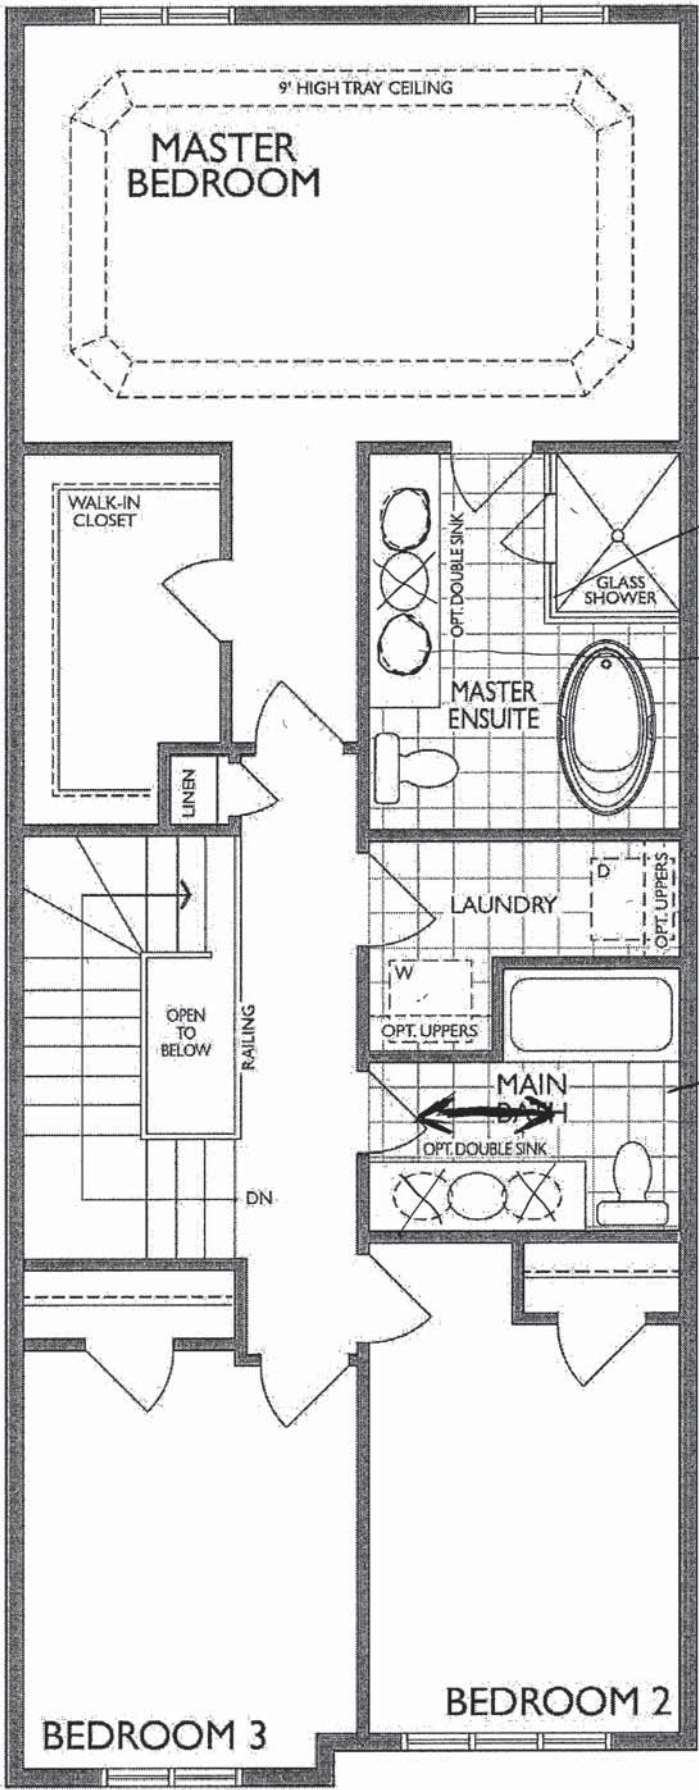 9' HIGH TRAY CEILING
MASTER
BEDROOM
WALK-IN
CLOSET
OPT. DOUBLE SINK
GLASS
SHOWER
MASTER
ENSUITE
LINEN
LAUNDRY
D
OPT. UPPERS
W
OPT. UPPERS
OPEN
TO
BELOW
RAILING
MAIN
BATH
OPT. DOUBLE SINK
DN
BEDROOM 2
BEDROOM 3